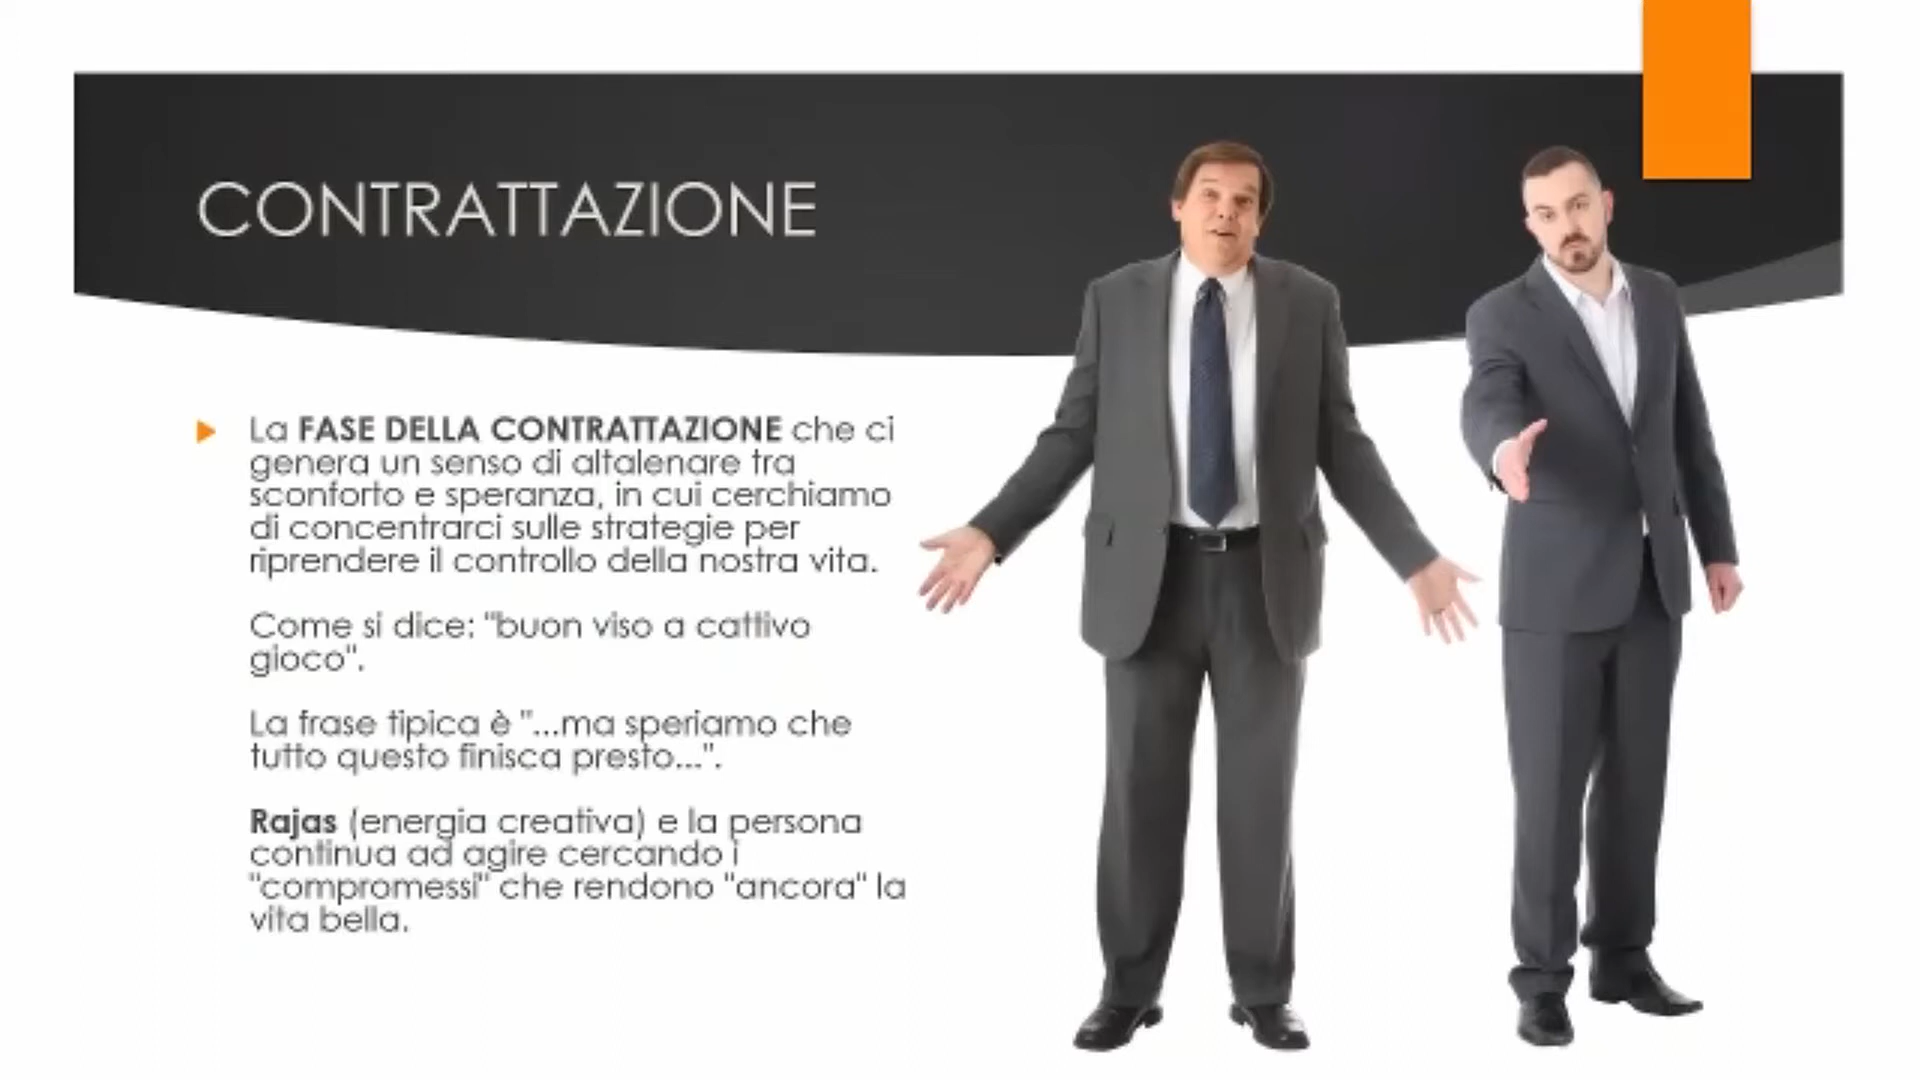 CONTRATTAZIONE
La FASE DELLA CONTRATTAZIONE che ci
genera un senso di altalenare tra
sconforto e speranza, in cui cerchiamo
di concentrarci sulle strategie per
riprendere il controllo della nostra vita.
Come si dice: "buon viso a cattivo
gioco".
La frase tipica è "...ma speriamo che
tutto questo finisca presto...".
Rajas (energia creativa) e la persona
continua ad agire cercando i
"compromessi" che rendono "ancora" la
vita bella.